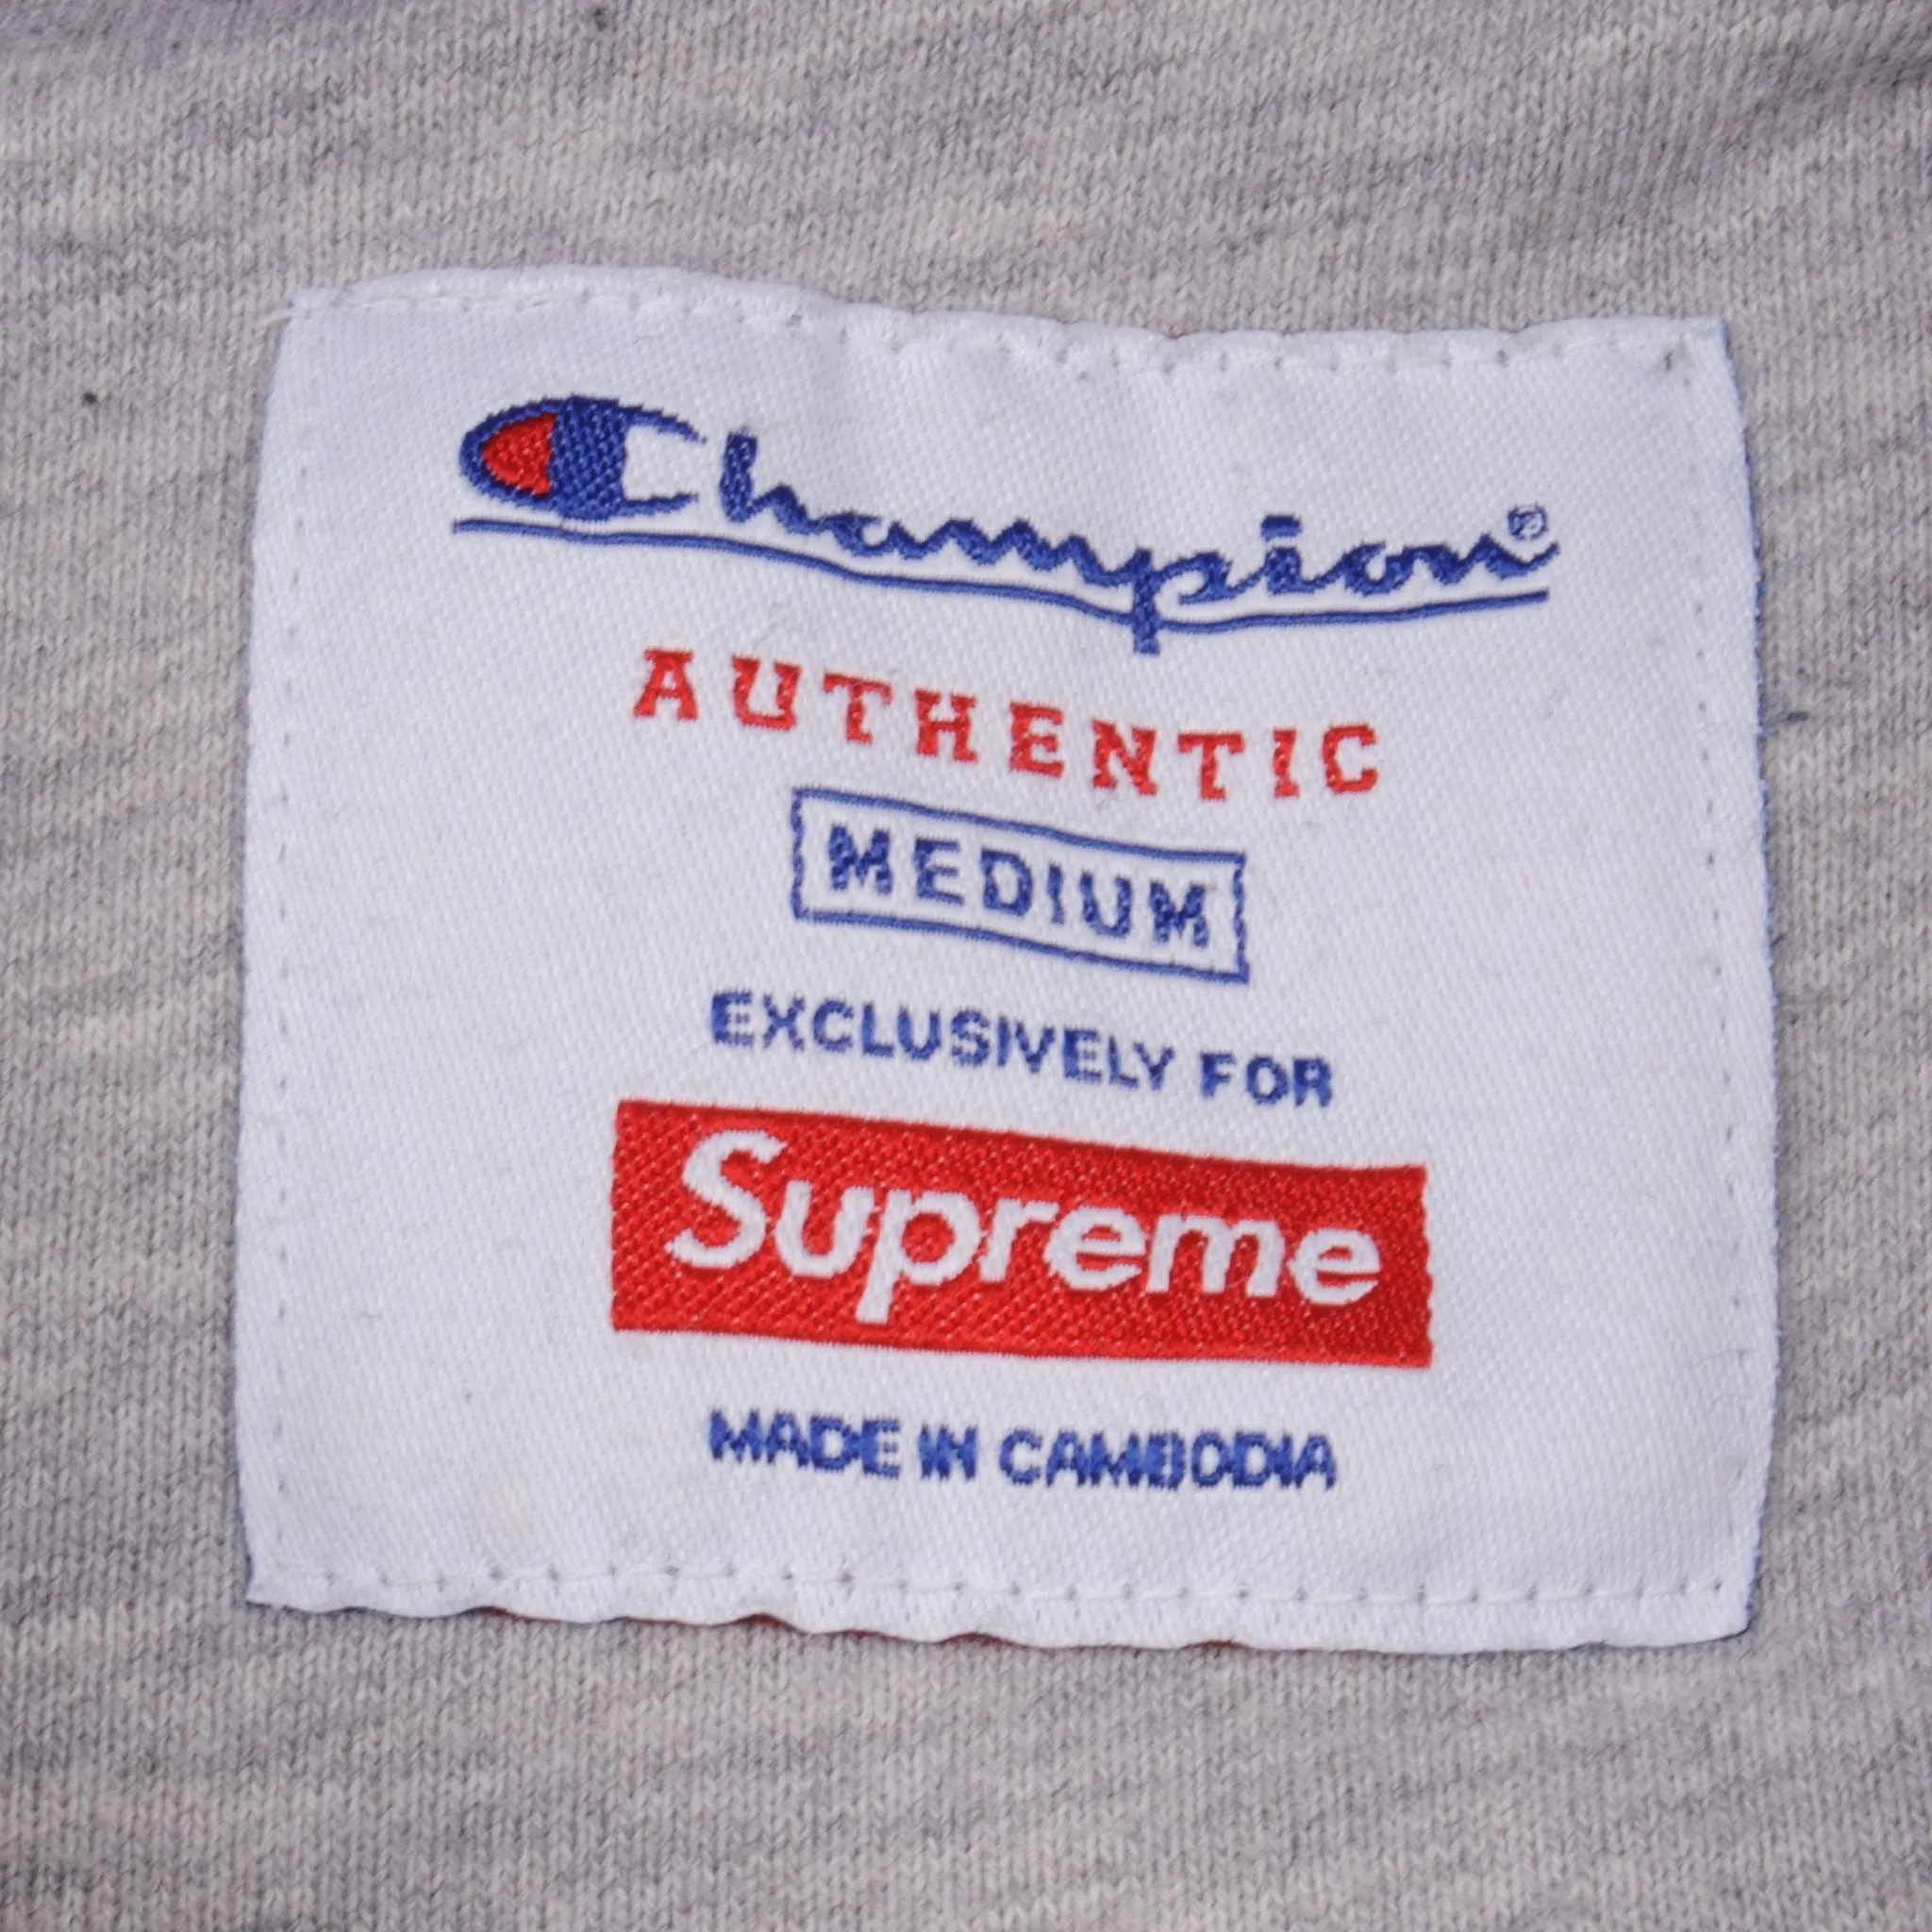 Champion®
AUTHENTIC
MEDIUM
EXCLUSIVELY FOR
Supreme
MADE IN CAMBODIA